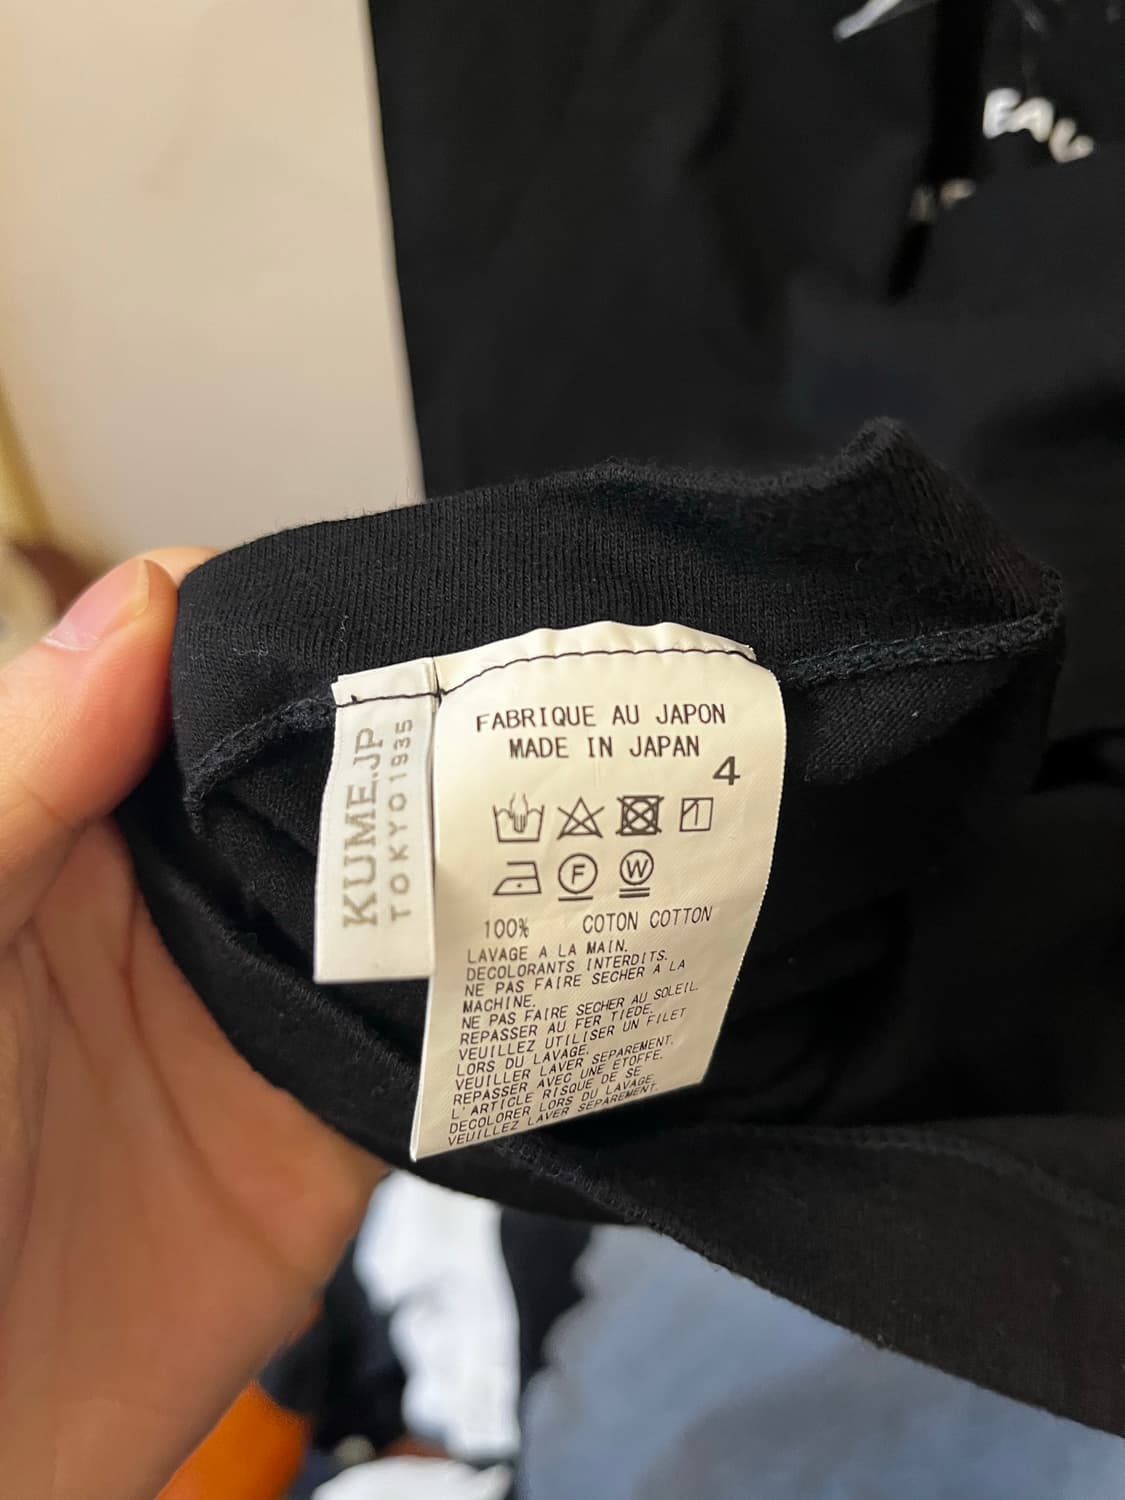 KUME.JP
TOKYO1935
FABRIQUE AU JAPON
MADE IN JAPAN
4
F
W
100% COTON COTTON
LAVAGE A LA MAIN.
DECOLORANTS INTERDITS.
NE PAS FAIRE SECHER A LA
MACHINE.
NE PAS FAIRE SECHER AU SOLEIL.
REPASSER AU FER TIEDE.
VEUILLEZ UTILISER UN FILET
LORS DU LAVAGE.
VEUILLER LAVER SEPAREMENT.
REPASSER AVEC UNE ETOFFE.
L'ARTICLE RISQUE DE SE
DECOLORER LORS DU LAVAGE.
VEUILLEZ LAVER SEPAREMENT.